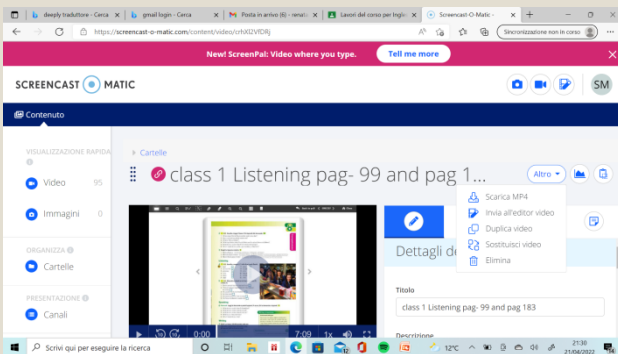 deeply traduttore - Cerca
gmail login - Cerca
Posta in arrivo (6) - renat
Lavori del corso per Ingle
Screencast-O-Matic -
https://screencast-o-matic.com/content/video/
Sincronizzazione non in corso
New! ScreenPal: Video where you type.
Tell me more
SCREENCAST MATIC
SM
Contenuto
VISUALIZZAZIONE RAPIDA
Video 95
Immagini 0
ORGANIZZA
Cartelle
PRESENTAZIONE
Canali
Cartelle
class 1 Listening pag- 99 and pag 1...
Altro
Scarica MP4
Invia all'editor video
Duplica video
Sostituisci video
Elimina
0:00
7:09
1x
Dettagli de
Titolo
class 1 Listening pag- 99 and pag 183
Descrizione
Scrivi qui per eseguire la ricerca
12°C
21:30
21/04/2022